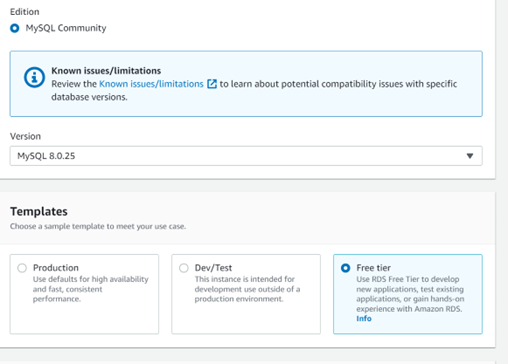 Edition
MySQL Community
Known issues/limitations
Review the Known issues/limitations to learn about potential compatibility issues with specific
database versions.
Version
MySQL 8.0.25
Templates
Choose a sample template to meet your use case.
Production
Use defaults for high availability
and fast, consistent
performance.
Dev/Test
This instance is intended for
development use outside of a
production environment.
Free tier
Use RDS Free Tier to develop
new applications, test existing
applications, or gain hands-on
experience with Amazon RDS.
Info